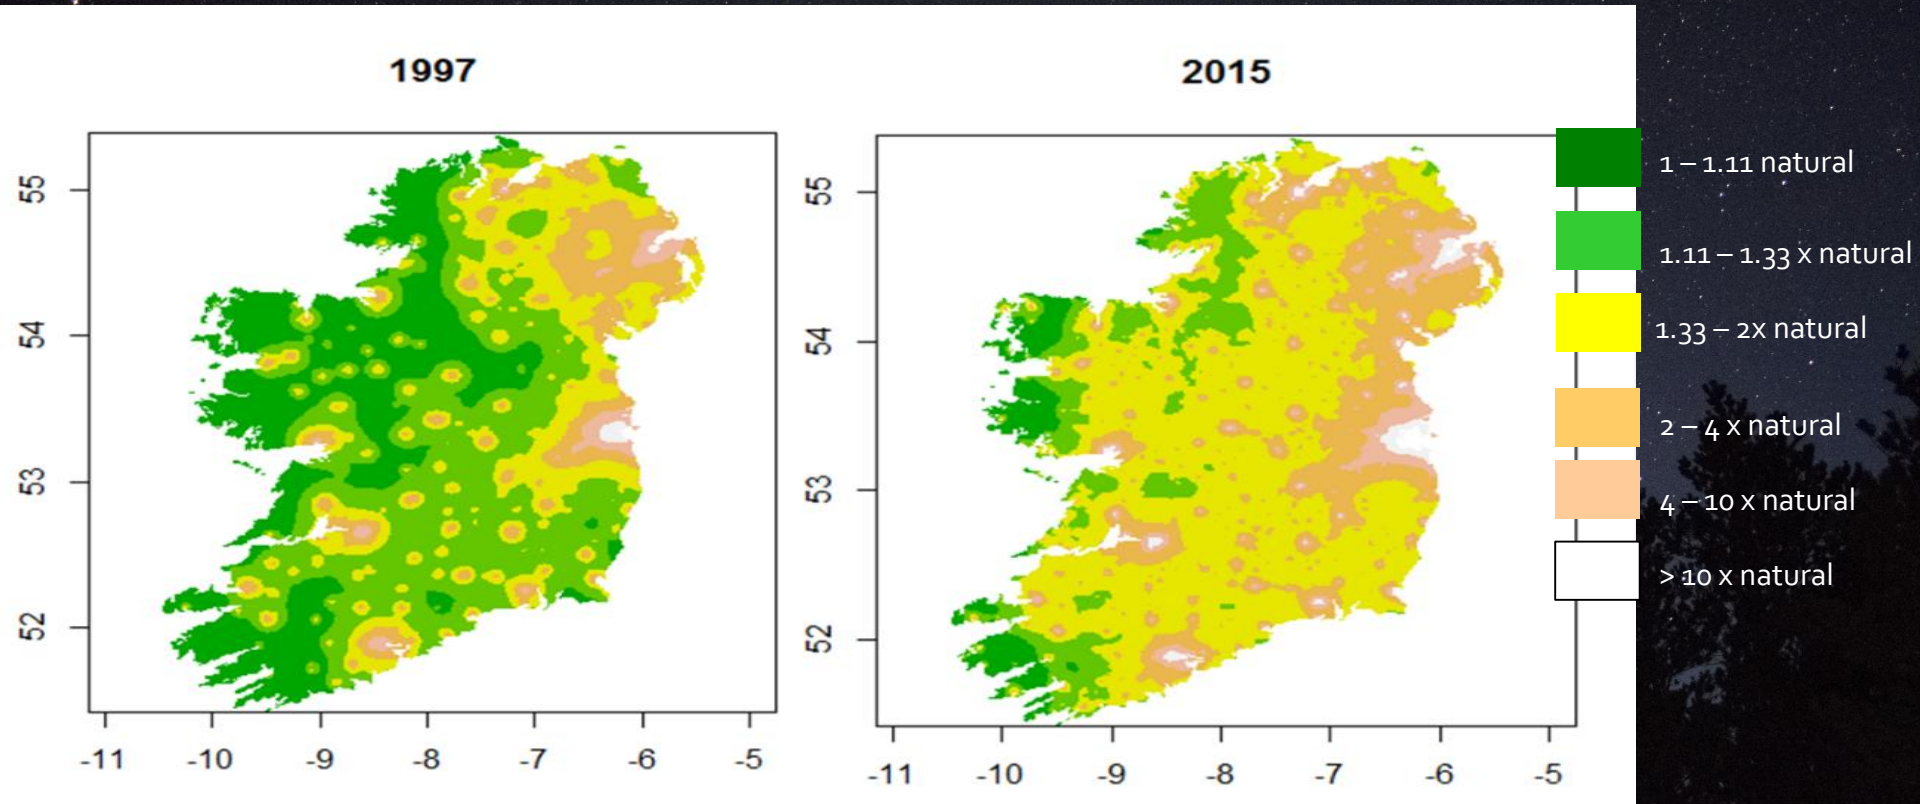 1997
55
54
53
52
-11 -10 -9 -8 -7 -6 -5
2015
55
54
53
52
-11 -10 -9 -8 -7 -6 -5
1 – 1.11 natural
1.11 – 1.33 x natural
1.33 – 2x natural
2 – 4 x natural
4 – 10 x natural
> 10 x natural